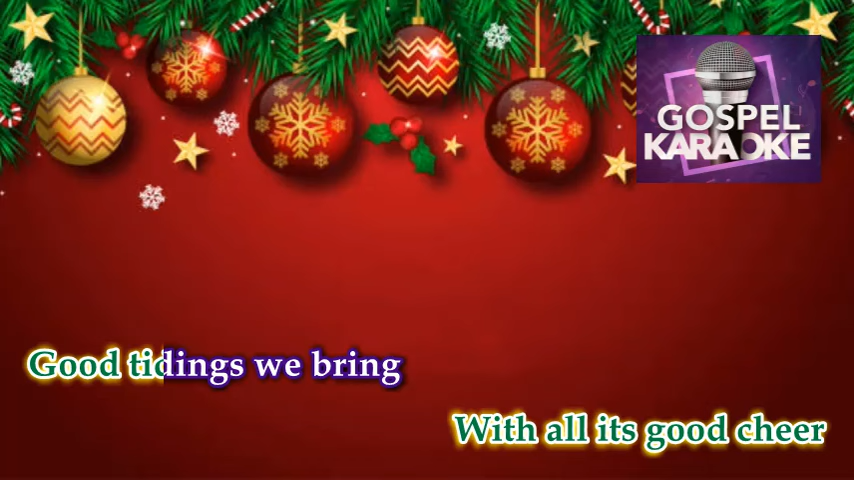 GOSPEL
KARAOKE
Good tidings we bring
With all its good cheer